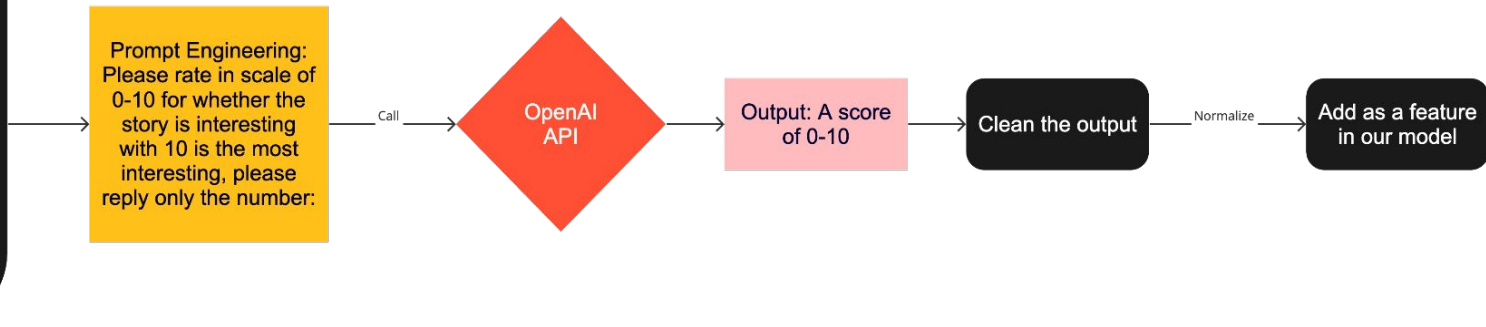 Prompt Engineering:
Please rate in scale of
0-10 for whether the
story is interesting
with 10 is the most
interesting, please
reply only the number:
Call
OpenAI
API
Output: A score
of 0-10
Clean the output
Normalize
Add as a feature
in our model